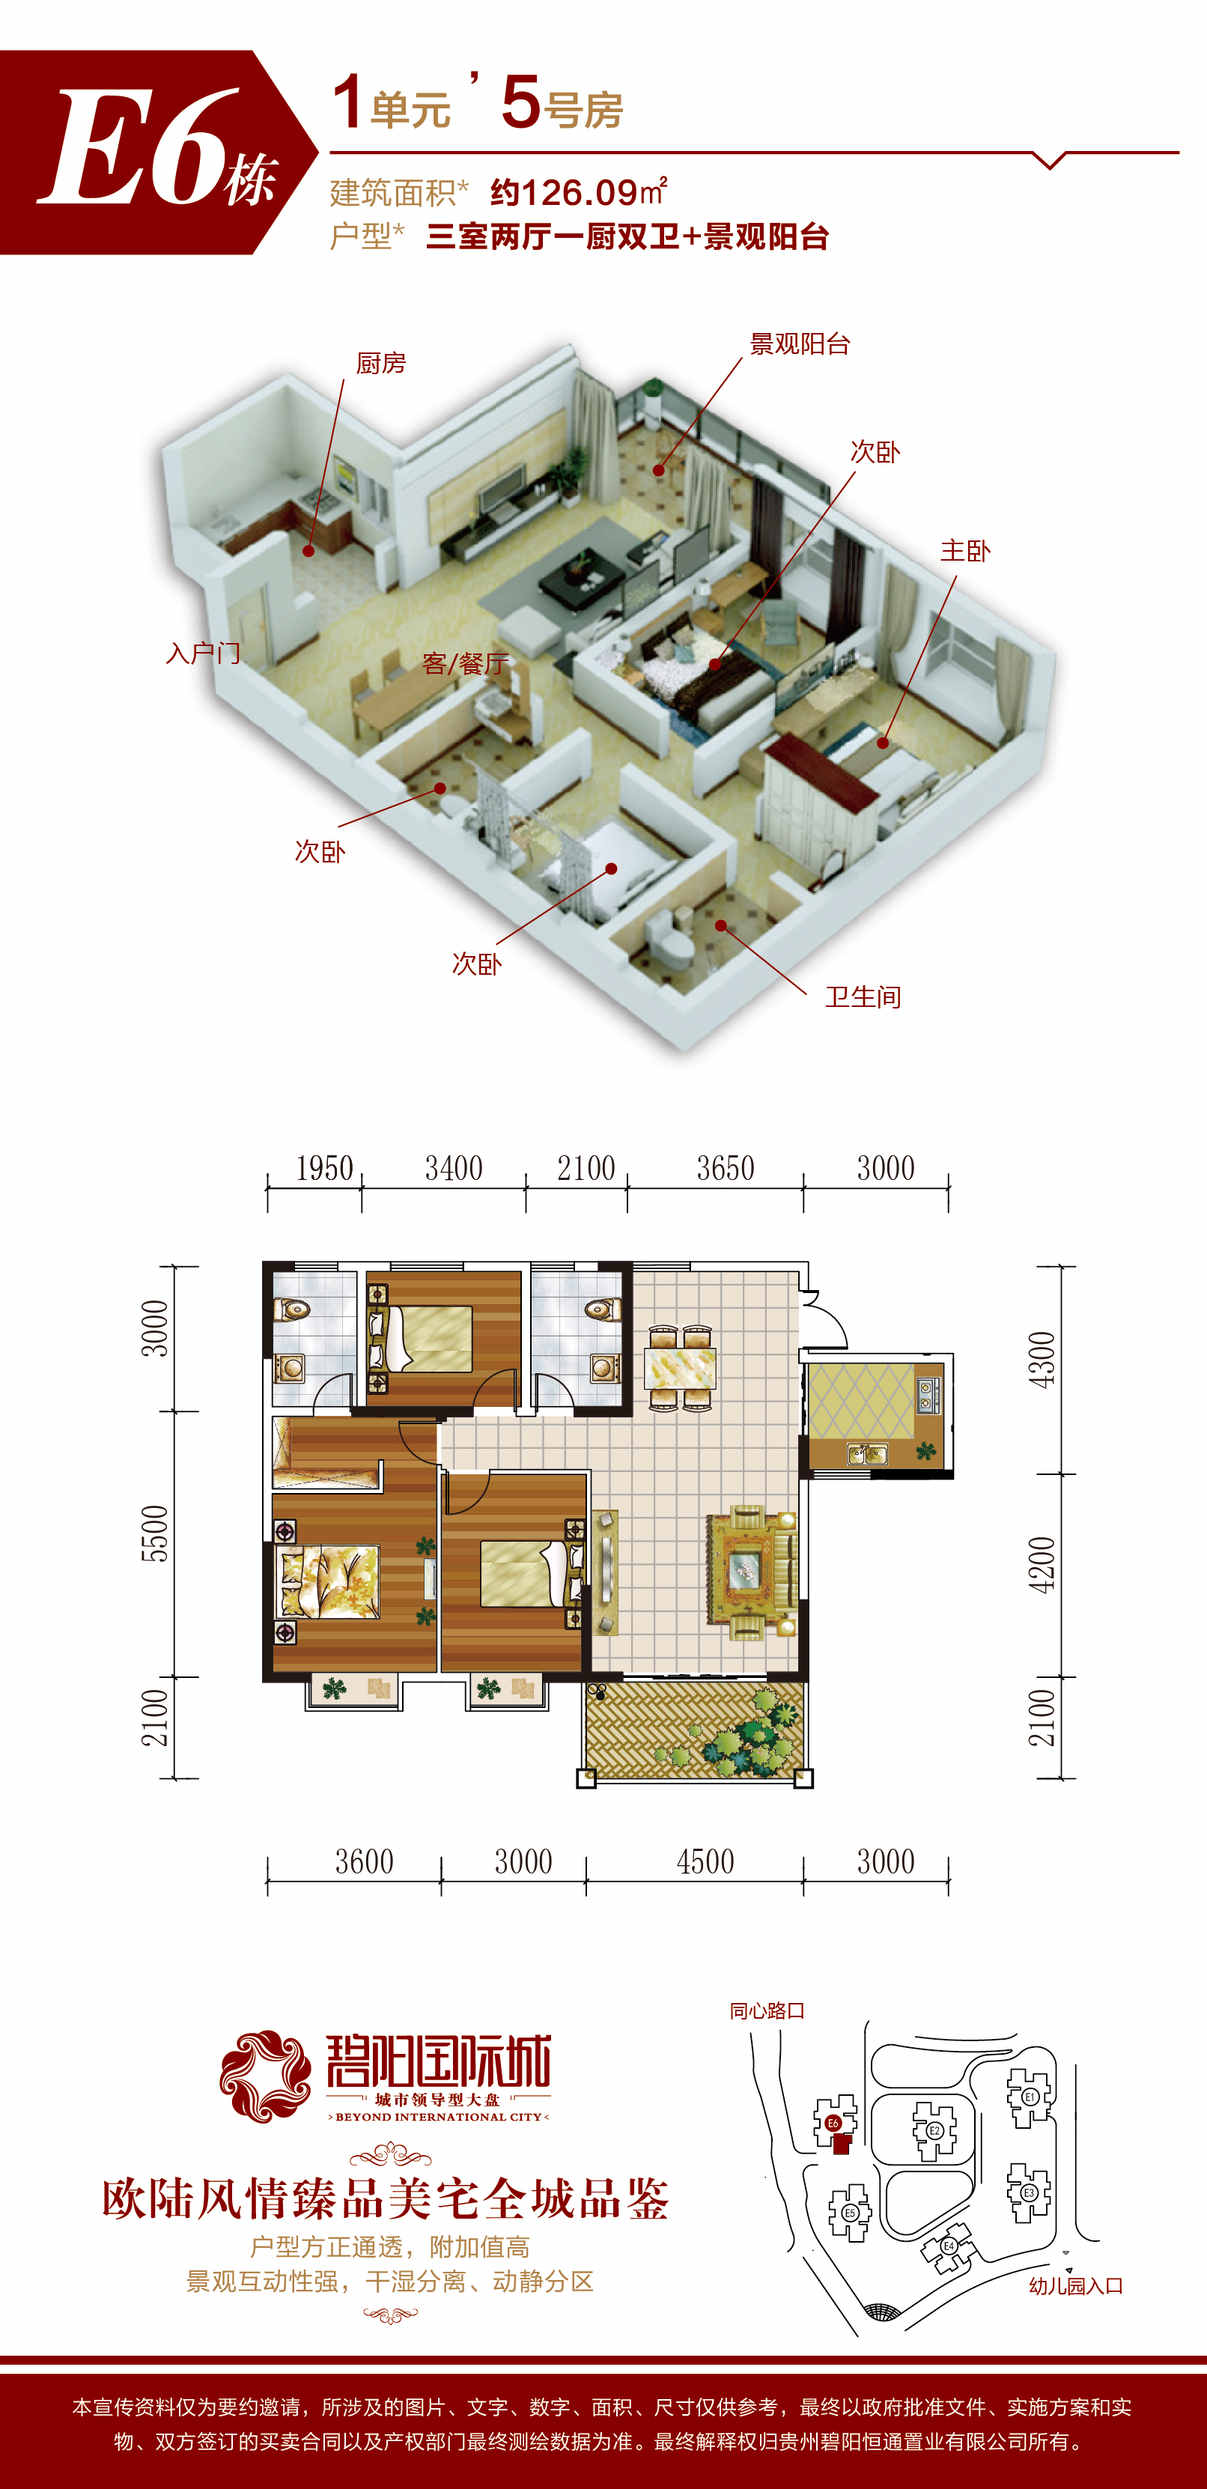 E6栋
1单元 ' 5号房
建筑面积* 约126.09㎡
户型* 三室两厅一厨双卫+景观阳台
景观阳台
厨房
次卧
主卧
入户门
客/餐厅
次卧
次卧
卫生间
1950 3400 2100 3650 3000
3000
5500
2100
4300
4200
2100
3600 3000 4500 3000
碧阳国际城
城市领导型大盘
BEYOND INTERNATIONAL CITY
欧陆风情臻品美宅全城品鉴
户型方正通透，附加值高
景观互动性强，干湿分离、动静分区
同心路口
E1
E6
E2
E3
E5
E4
幼儿园入口
本宣传资料仅为要约邀请，所涉及的图片、文字、数字、面积、尺寸仅供参考，最终以政府批准文件、实施方案和实
物、双方签订的买卖合同以及产权部门最终测绘数据为准。最终解释权归贵州碧阳恒通置业有限公司所有。